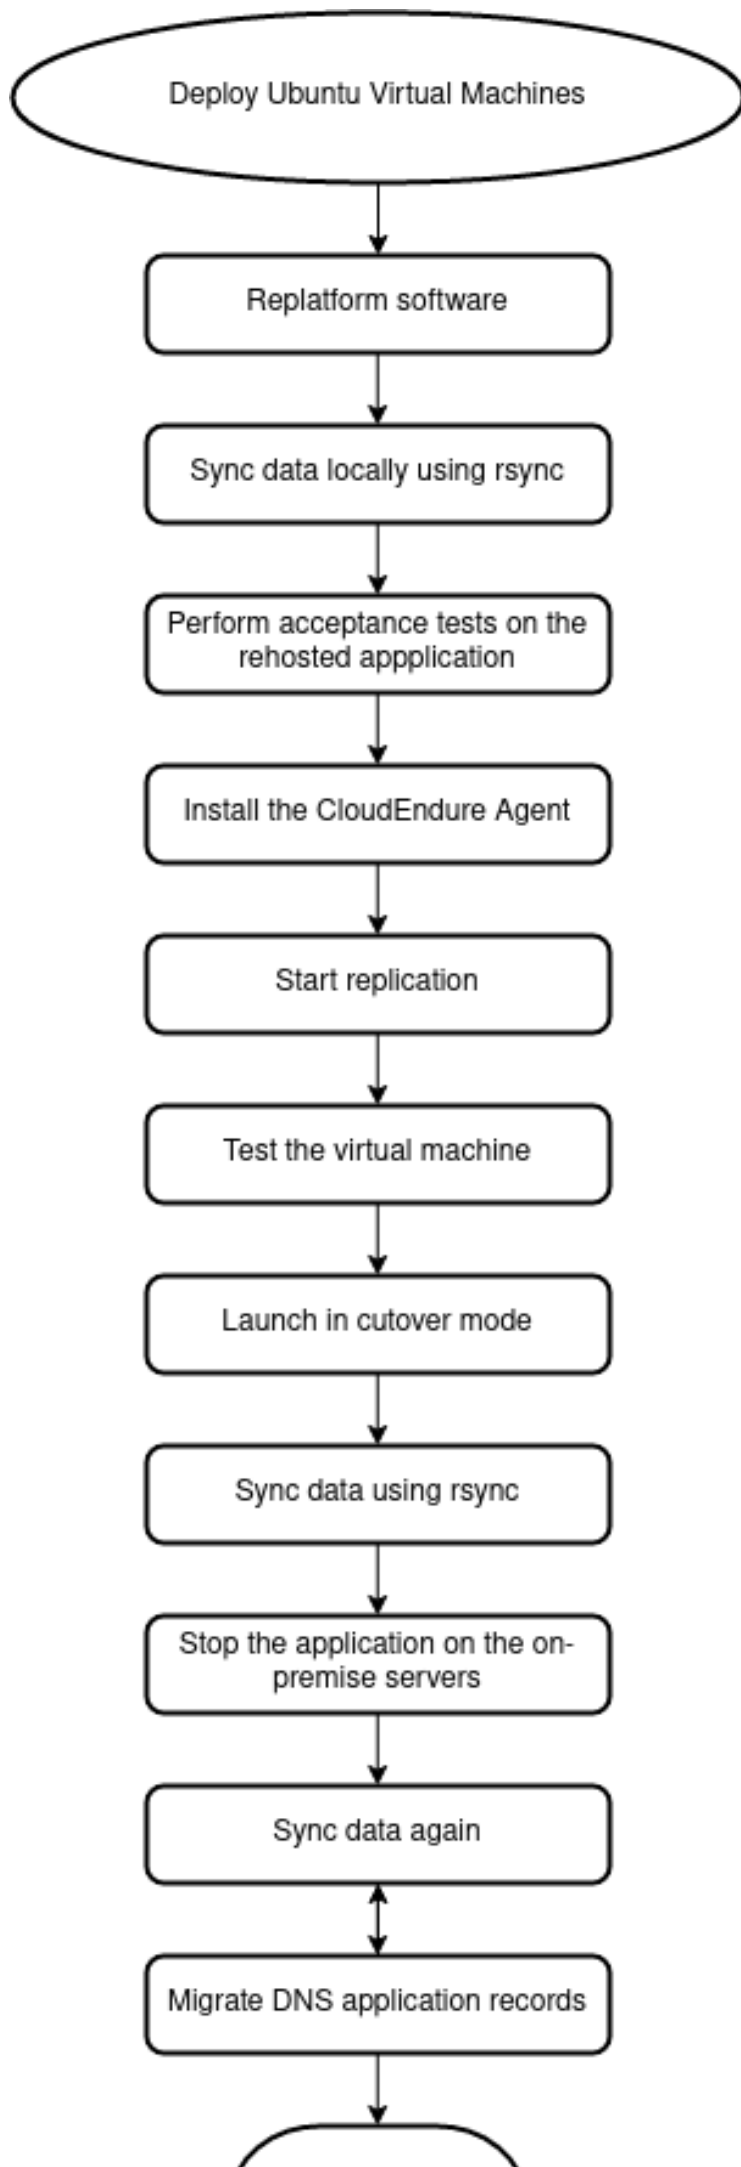 Deploy Ubuntu Virtual Machines
Replatform software
Sync data locally using rsync
Perform acceptance tests on the
rehosted appplication
Install the CloudEndure Agent
Start replication
Test the virtual machine
Launch in cutover mode
Sync data using rsync
Stop the application on the on-
premise servers
Sync data again
Migrate DNS application records